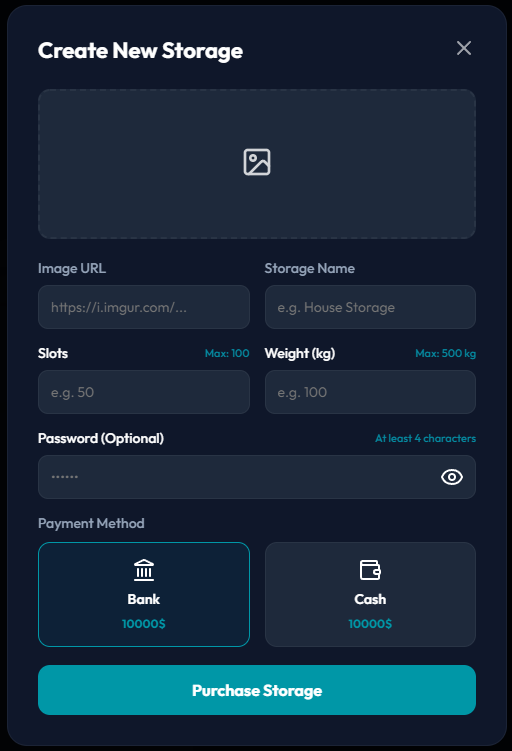 Create New Storage
Image URL
Storage Name
https://i.imgur.com/...
e.g. House Storage
Slots
Max: 100
Weight (kg)
Max: 500 kg
e.g. 50
e.g. 100
Password (Optional)
At least 4 characters
••••••
Payment Method
Bank
Cash
10000$
10000$
Purchase Storage